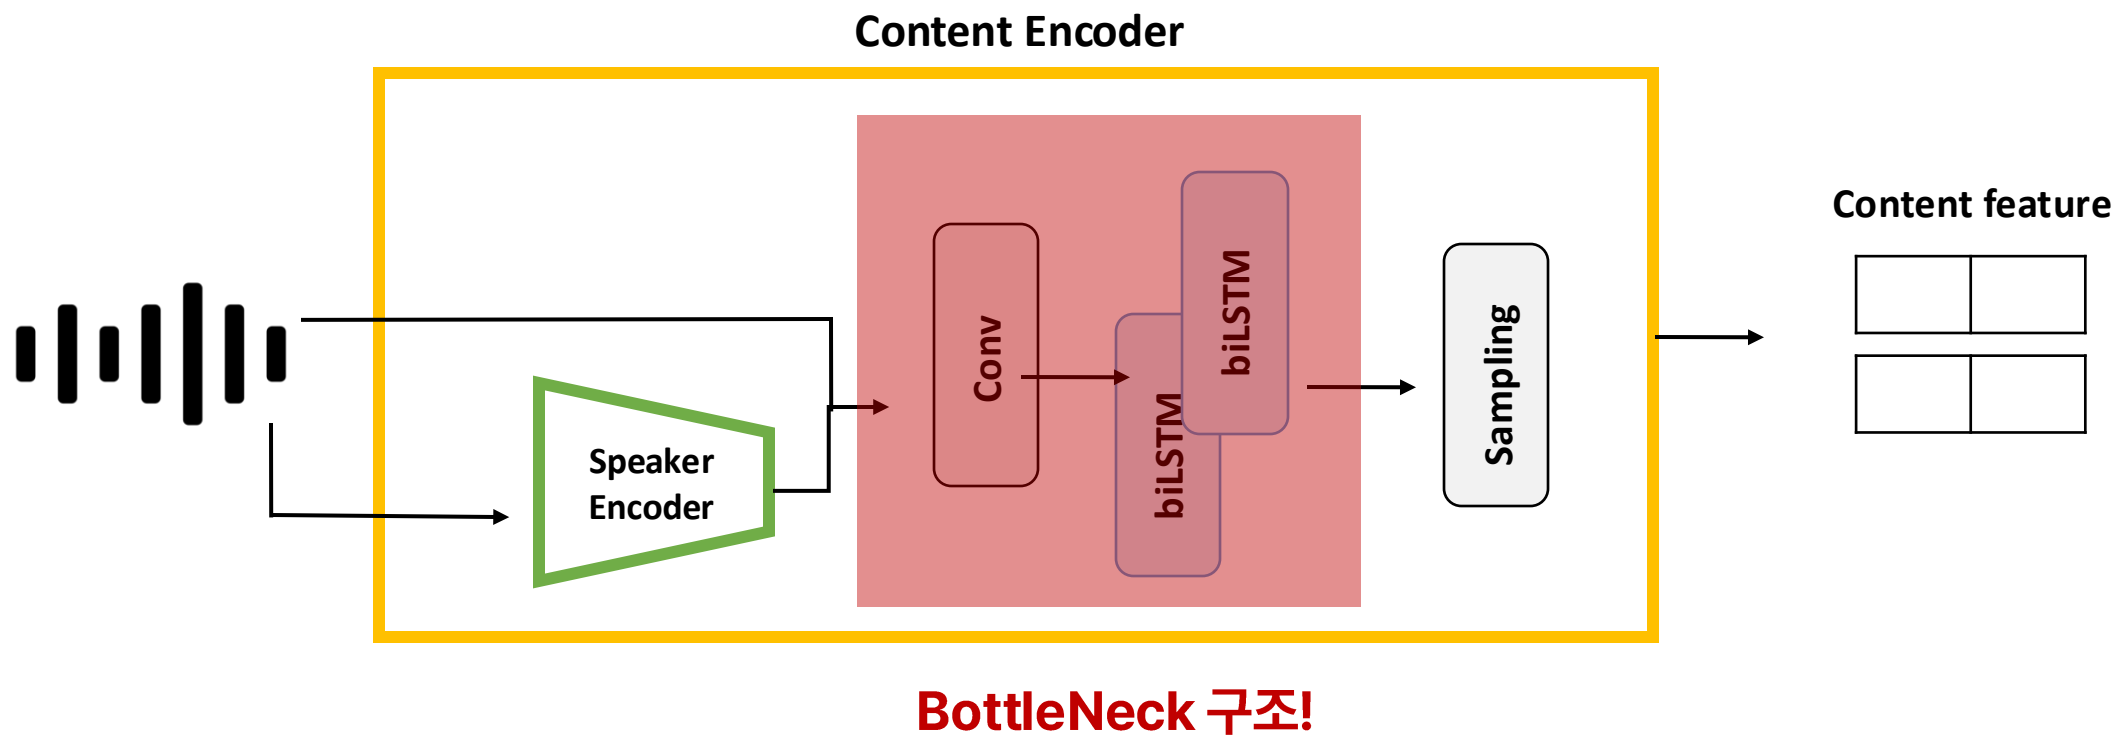 Content Encoder
Content feature
Speaker
Encoder
Conv
biLSTM
biLSTM
Sampling
BottleNeck 구조!